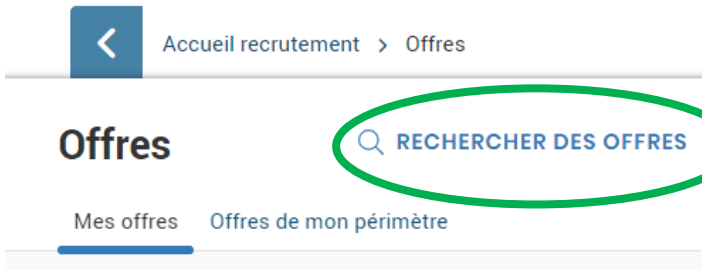 Accueil recrutement > Offres
Offres
RECHERCHER DES OFFRES
Mes offres Offres de mon périmètre